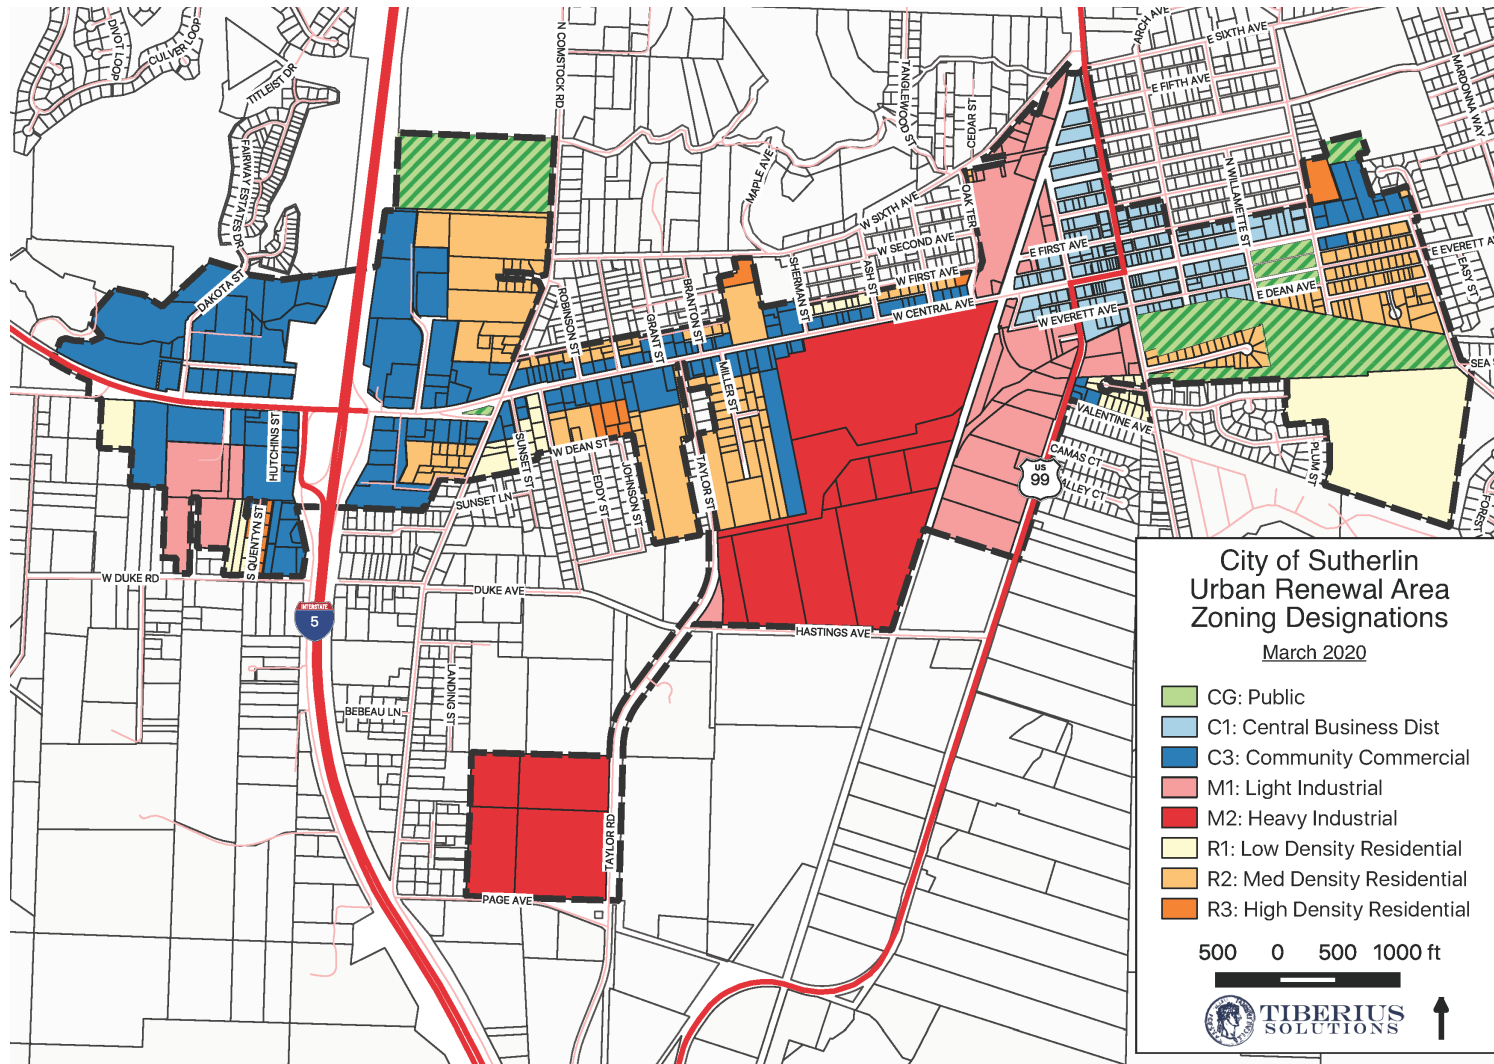 DIVOT LOOP
CULVER LOOP
TITLEIST DR
FAIRWAY ESTATES DR
DAKOTA ST
N COMSTOCK RD
TANGLEWOOD ST
CEDAR ST
MAPLE AVE
W SIXTH AVE
W SECOND AVE
OAK TER
ASH ST
W FIRST AVE
SHERMAN ST
W CENTRAL AVE
ARCH AVE
E SIXTH AVE
E FIFTH AVE
MARDONNA WAY
N WILAMETTE ST
E FIRST AVE
W EVERETT AVE
E DEAN AVE
E EVERETT AV
EASY ST
SEA S
ROBINSON ST
GRANT ST
BRANTON ST
MILLER ST
HUTCHINS ST
SUNSET ST
W DEAN ST
EDDY ST
JOHNSON ST
TAYLOR ST
SUNSET LN
S QUENTYN ST
W DUKE RD
DUKE AVE
HASTINGS AVE
VALENTINE AVE
CAMAS CT
ALLEY CT
PLUM ST
FOREST
US
99
INTERSTATE
5
LANDING ST
BEBEAU LN
TAYLOR RD
PAGE AVE
City of Sutherlin
Urban Renewal Area
Zoning Designations
March 2020
CG: Public
C1: Central Business Dist
C3: Community Commercial
M1: Light Industrial
M2: Heavy Industrial
R1: Low Density Residential
R2: Med Density Residential
R3: High Density Residential
500 0 500 1000 ft
TIBERIUS
SOLUTIONS